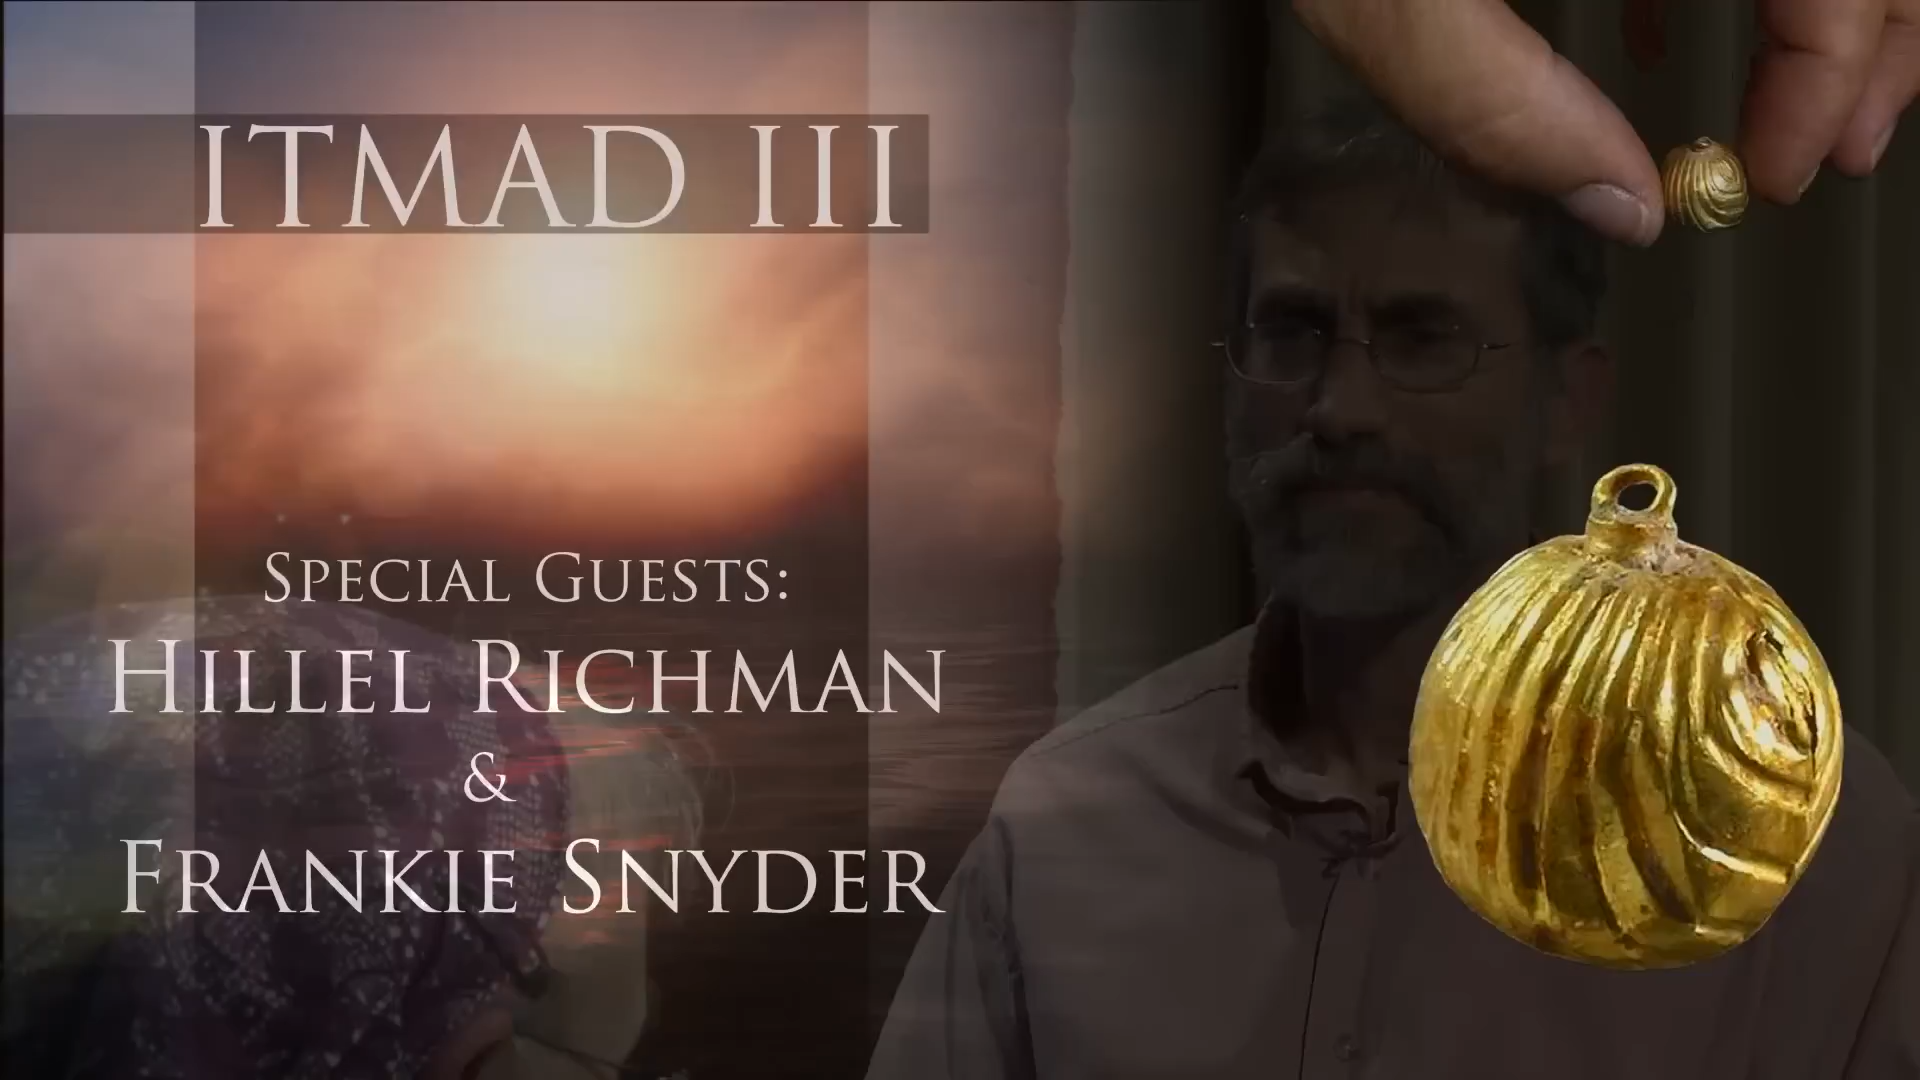 ITMAD III
SPECIAL GUESTS:
HILLEL RICHMAN
&
FRANKIE SNYDER